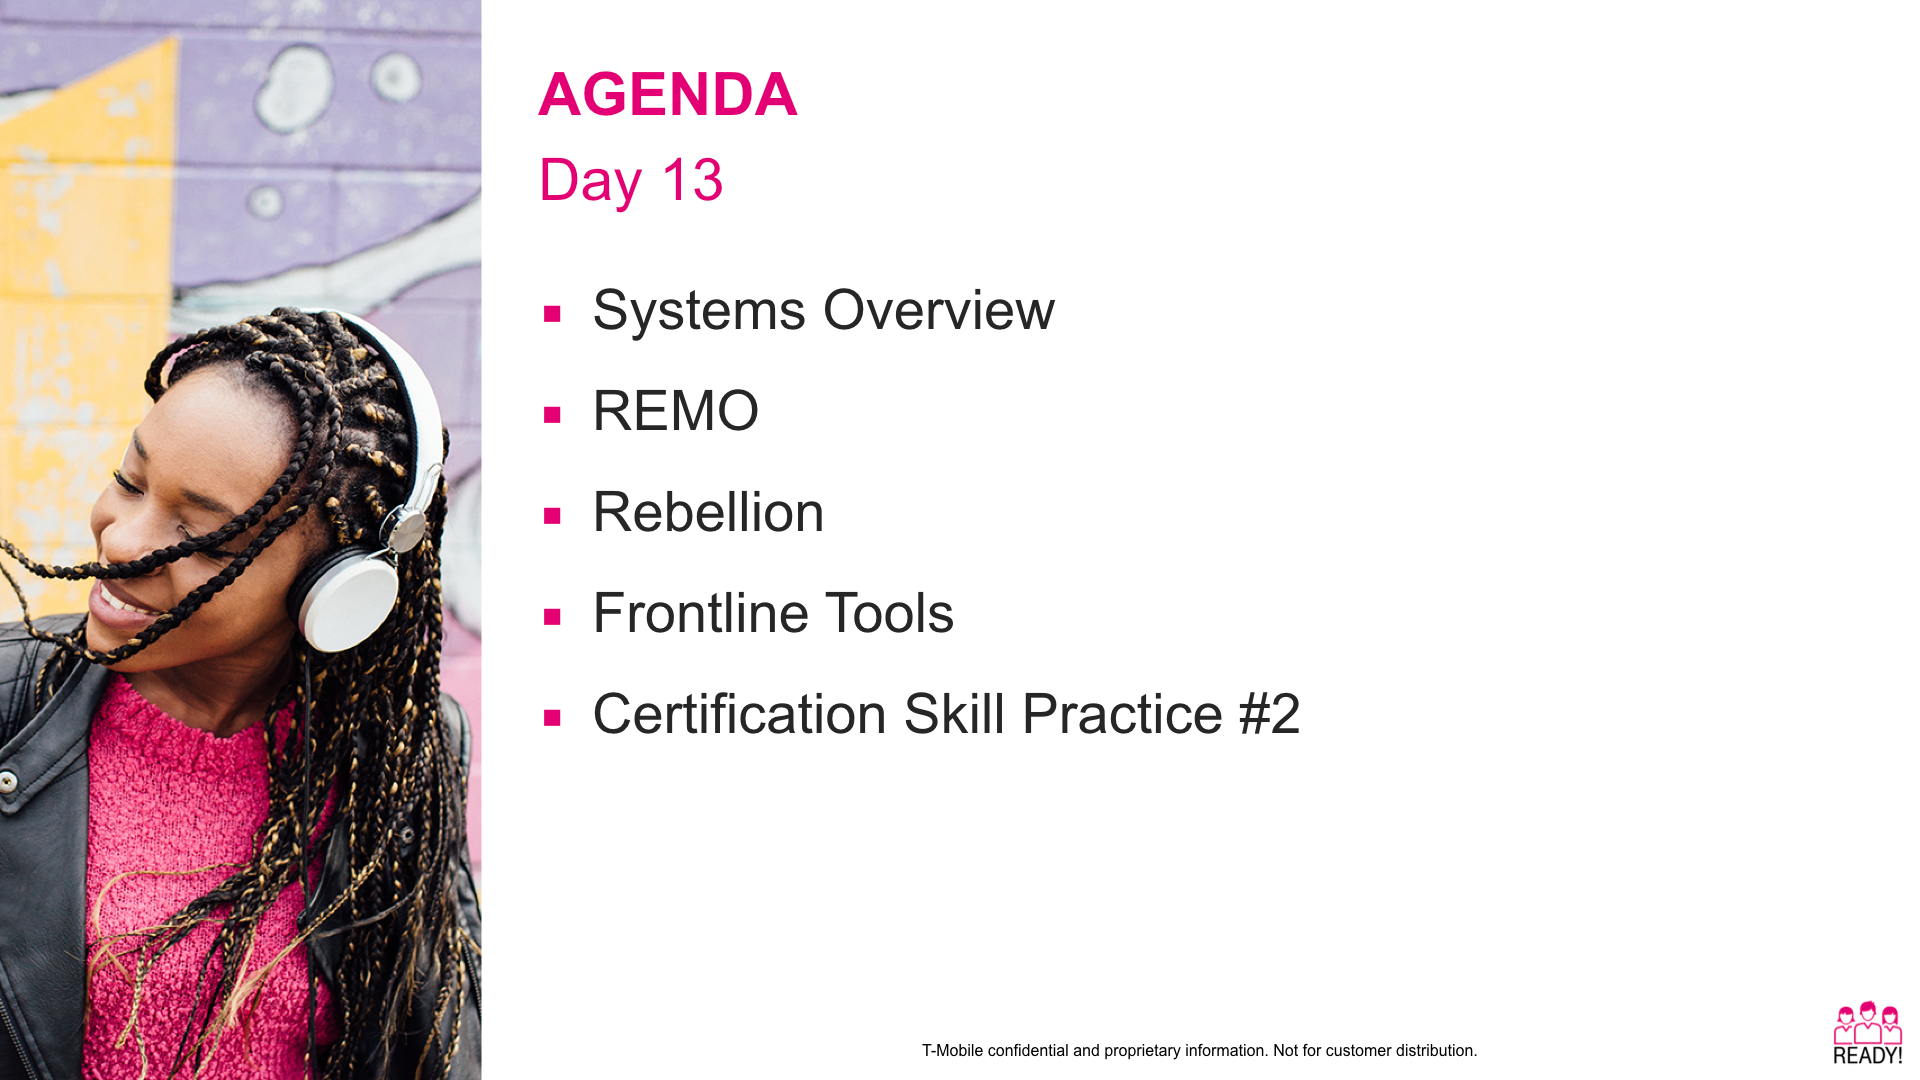 AGENDA
Day 13
Systems Overview
REMO
Rebellion
Frontline Tools
Certification Skill Practice #2
T-Mobile confidential and proprietary information. Not for customer distribution.
READY!